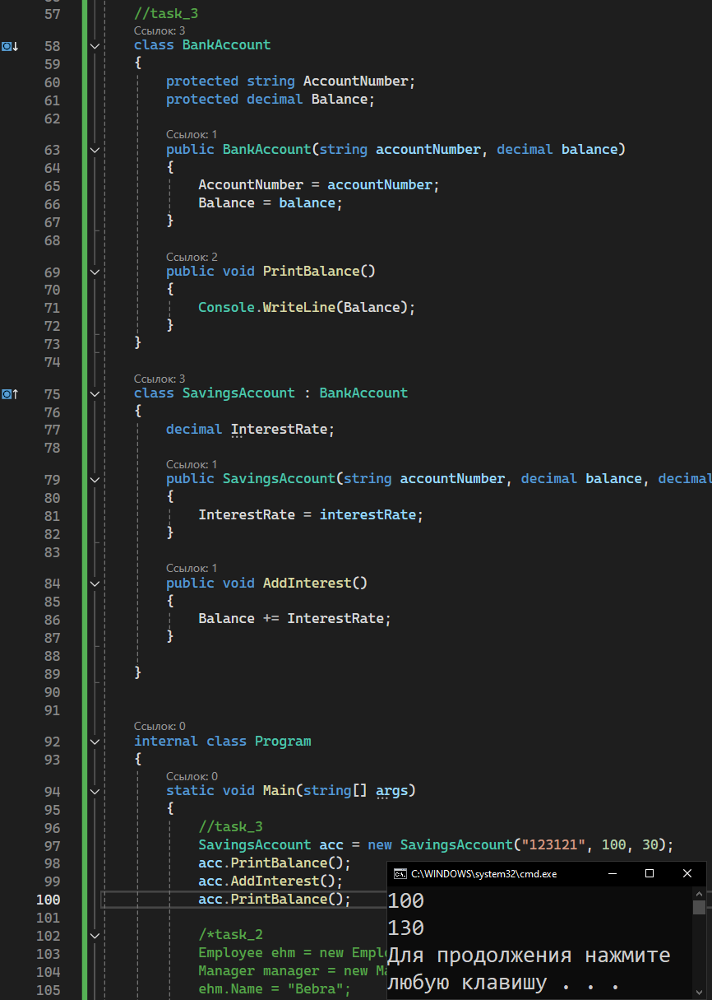 57 //task_3
Ссылок: 3
58 class BankAccount
59 {
60 protected string AccountNumber;
61 protected decimal Balance;
62
Ссылок: 1
63 public BankAccount(string accountNumber, decimal balance)
64 {
65 AccountNumber = accountNumber;
66 Balance = balance;
67 }
68
Ссылок: 2
69 public void PrintBalance()
70 {
71 Console.WriteLine(Balance);
72 }
73 }
74
Ссылок: 3
75 class SavingsAccount : BankAccount
76 {
77 decimal InterestRate;
78
Ссылок: 1
79 public SavingsAccount(string accountNumber, decimal balance, decimal
80 {
81 InterestRate = interestRate;
82 }
83
Ссылок: 1
84 public void AddInterest()
85 {
86 Balance += InterestRate;
87 }
88
89 }
90
91
Ссылок: 0
92 internal class Program
93 {
Ссылок: 0
94 static void Main(string[] args)
95 {
96 //task_3
97 SavingsAccount acc = new SavingsAccount("123121", 100, 30);
98 acc.PrintBalance();
99 acc.AddInterest();
100 acc.PrintBalance();
101
102 /*task_2
103 Employee ehm = new
104 Manager manager = new
105 ehm.Name = "Bebra";
C:\WINDOWS\system32\cmd.exe
100
130
Для продолжения нажмите
любую клавишу . . .